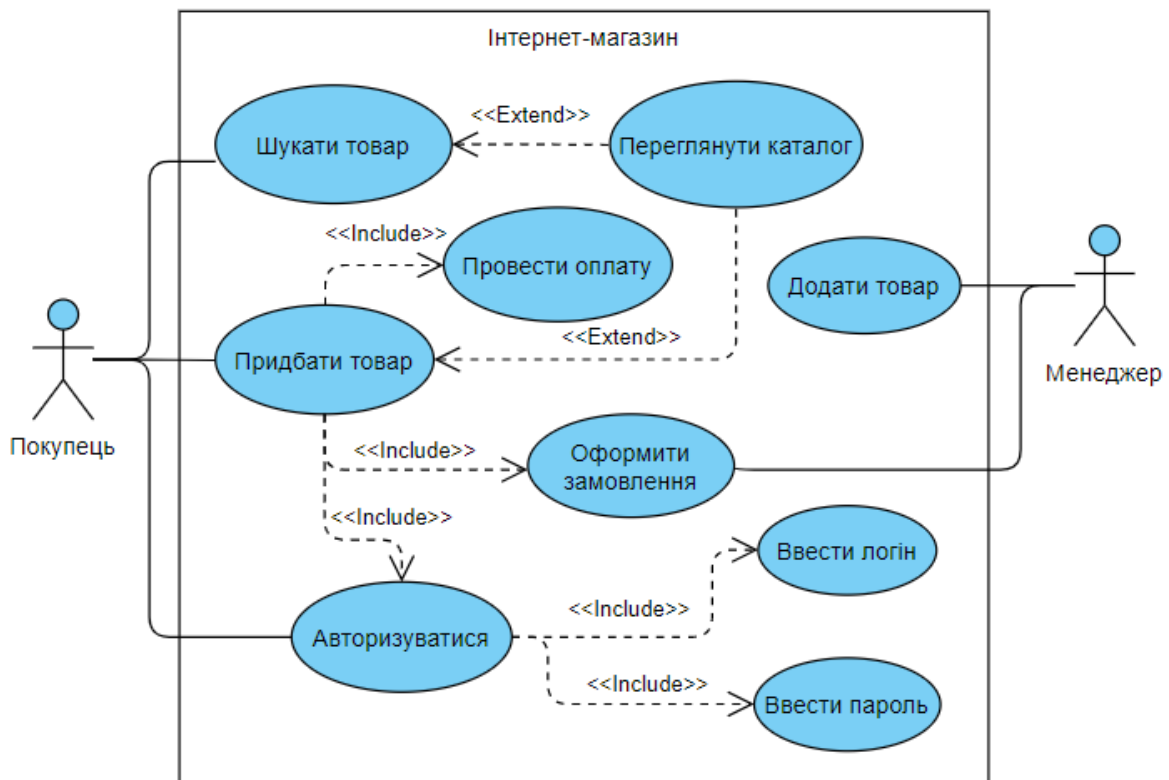 Інтернет-магазин
<<Extend>>
Шукати товар
Переглянути каталог
<<Include>>
Провести оплату
Додати товар
<<Extend>>
Придбати товар
Менеджер
Покупець
<<Include>>
Оформити
замовлення
<<Include>>
Ввести логін
<<Include>>
Авторизуватися
<<Include>>
Ввести пароль